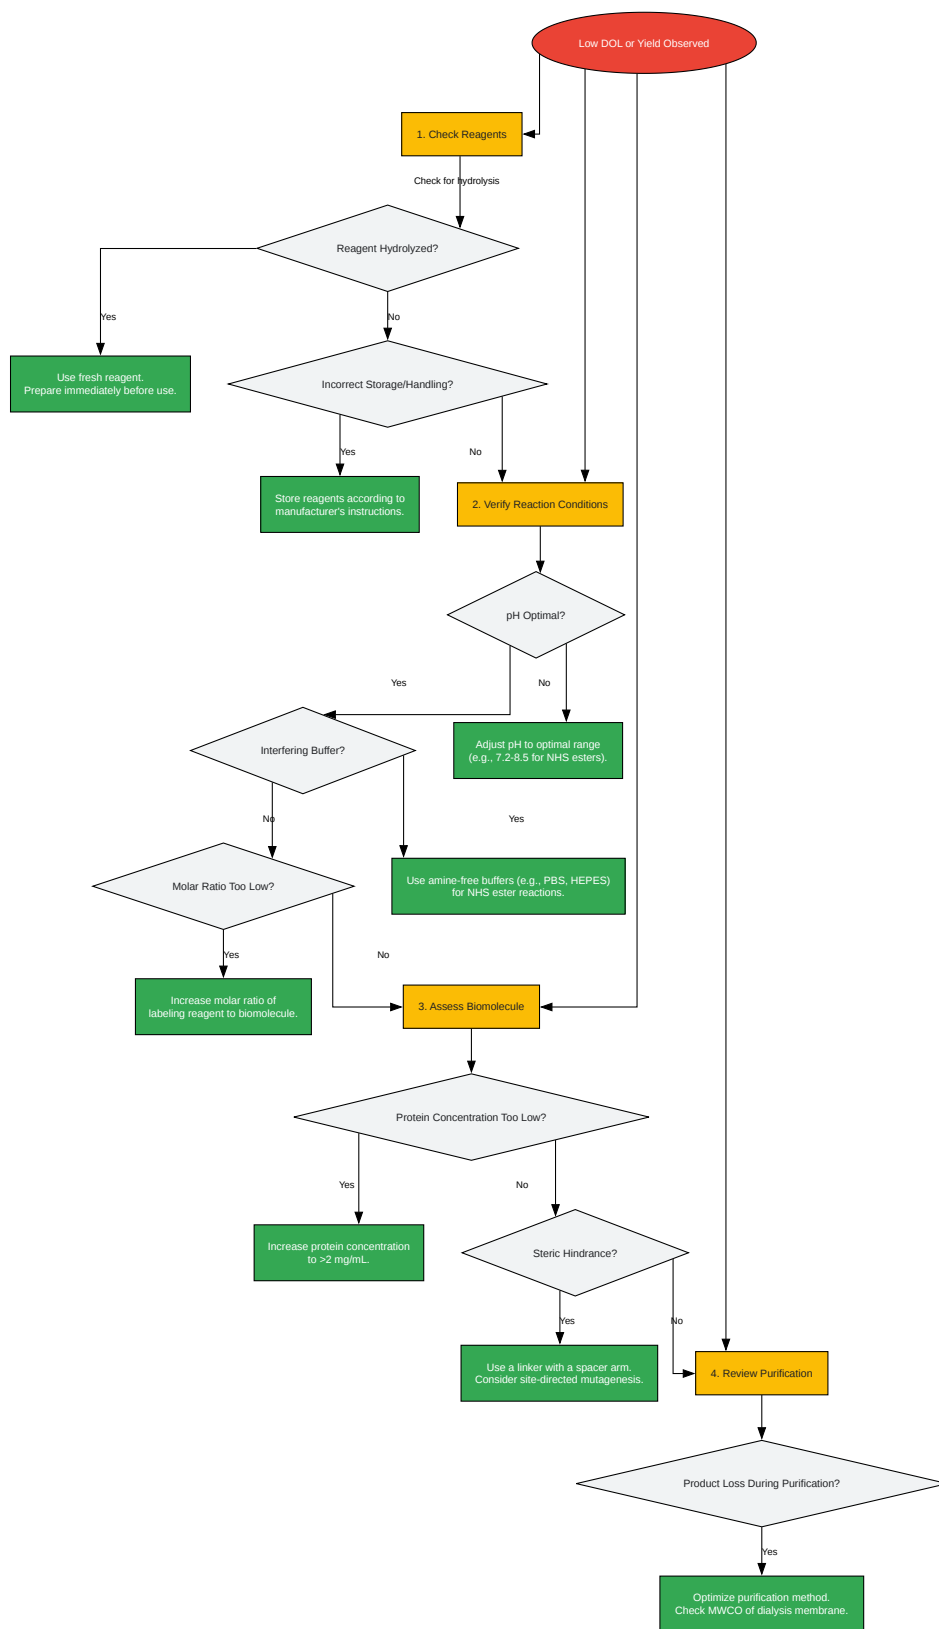 Low DOL or Yield Observed
1. Check Reagents
Check for hydrolysis
Reagent Hydrolyzed?
Yes
No
Use fresh reagent.
Prepare immediately before use.
Incorrect Storage/Handling?
Yes
No
Store reagents according to
manufacturer's instructions.
2. Verify Reaction Conditions
pH Optimal?
Yes
No
Adjust pH to optimal range
(e.g., 7.2-8.5 for NHS esters).
Interfering Buffer?
No
Yes
Use amine-free buffers (e.g., PBS, HEPES)
for NHS ester reactions.
Molar Ratio Too Low?
Yes
No
Increase molar ratio of
labeling reagent to biomolecule.
3. Assess Biomolecule
Protein Concentration Too Low?
Yes
No
Increase protein concentration
to >2 mg/mL.
Steric Hindrance?
Yes
No
Use a linker with a spacer arm.
Consider site-directed mutagenesis.
4. Review Purification
Product Loss During Purification?
Yes
Optimize purification method.
Check MWCO of dialysis membrane.